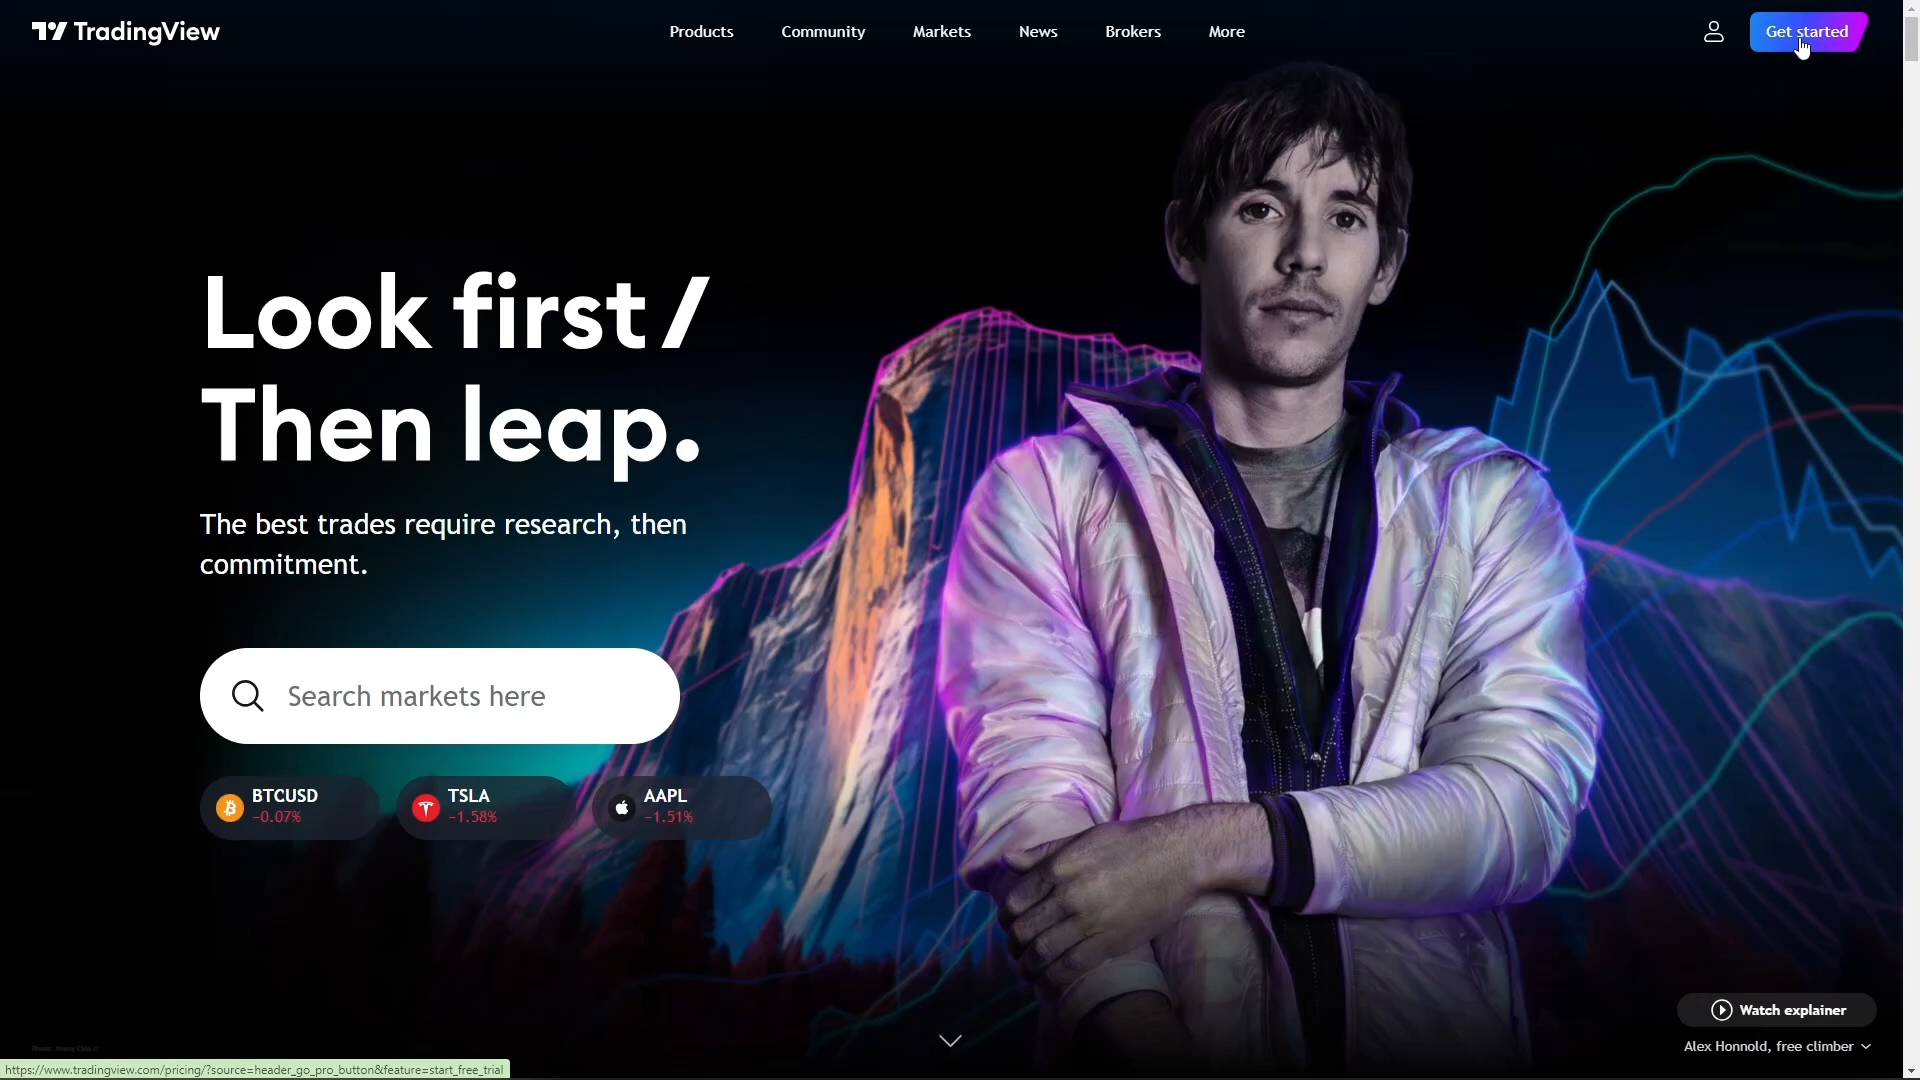 TradingView
Products
Community
Markets
News
Brokers
More
Get started
Look first /
Then leap.
The best trades require research, then
commitment.
Search markets here
BTCUSD
−0.07%
TSLA
−1.58%
AAPL
−1.51%
Watch explainer
Alex Honnold, free climber
https://www.tradingview.com/pricing/?source=header_go_pro_button&feature=start_free_trial